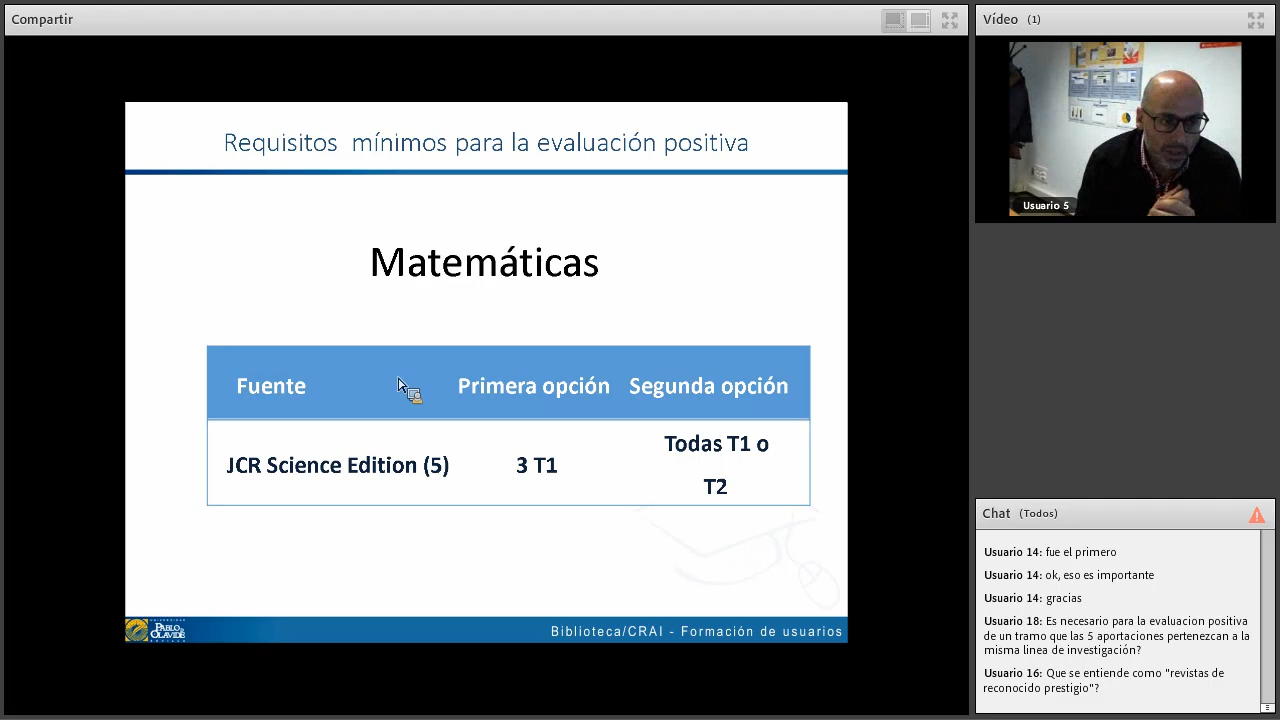 Compartir
Vídeo (1)
Usuario 5
Requisitos mínimos para la evaluación positiva
Matemáticas
Fuente Primera opción Segunda opción
JCR Science Edition (5) 3 T1 Todas T1 o
T2
PABLO DE
OLAVIDE
Biblioteca/CRAI - Formación de usuarios
Chat (Todos)
Usuario 14: fue el primero
Usuario 14: ok, eso es importante
Usuario 14: gracias
Usuario 18: Es necesario para la evaluacion positiva
de un tramo que las 5 aportaciones pertenezcan a la
misma linea de investigación?
Usuario 16: Que se entiende como "revistas de
reconocido prestigio"?